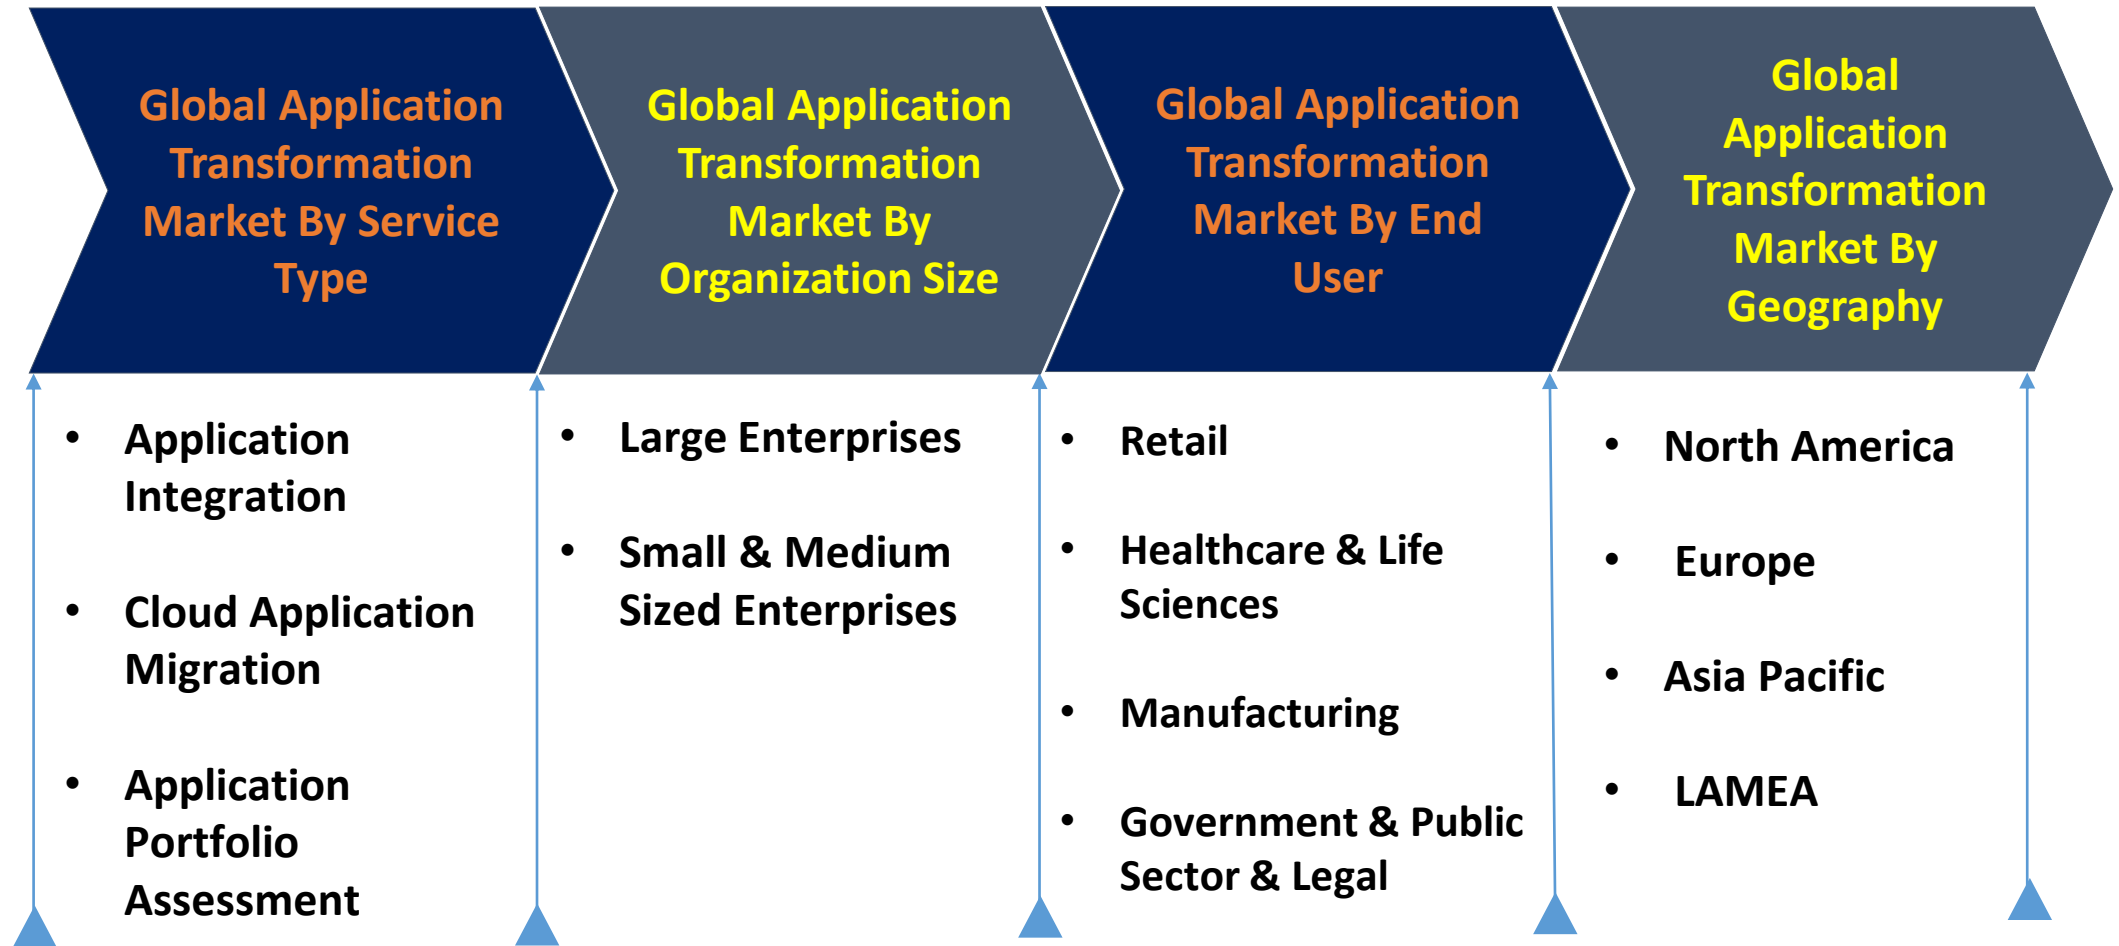 Global Application
Transformation
Market By Service
Type
Global Application
Transformation
Market By
Organization Size
Global Application
Transformation
Market By End
User
Global
Application
Transformation
Market By
Geography
• Application
Integration
• Cloud Application
Migration
• Application
Portfolio
Assessment
• Large Enterprises
• Small & Medium
Sized Enterprises
• Retail
• Healthcare & Life
Sciences
• Manufacturing
• Government & Public
Sector & Legal
• North America
• Europe
• Asia Pacific
• LAMEA